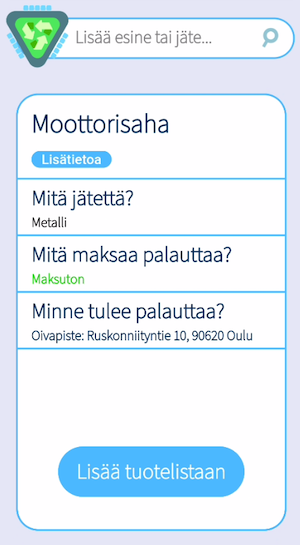 Lisää esine tai jäte...
Moottorisaha
Lisätietoa
Mitä jätettä?
Metalli
Mitä maksaa palauttaa?
Maksuton
Minne tulee palauttaa?
Oivapiste: Ruskonniityntie 10, 90620 Oulu
Lisää tuotelistaan